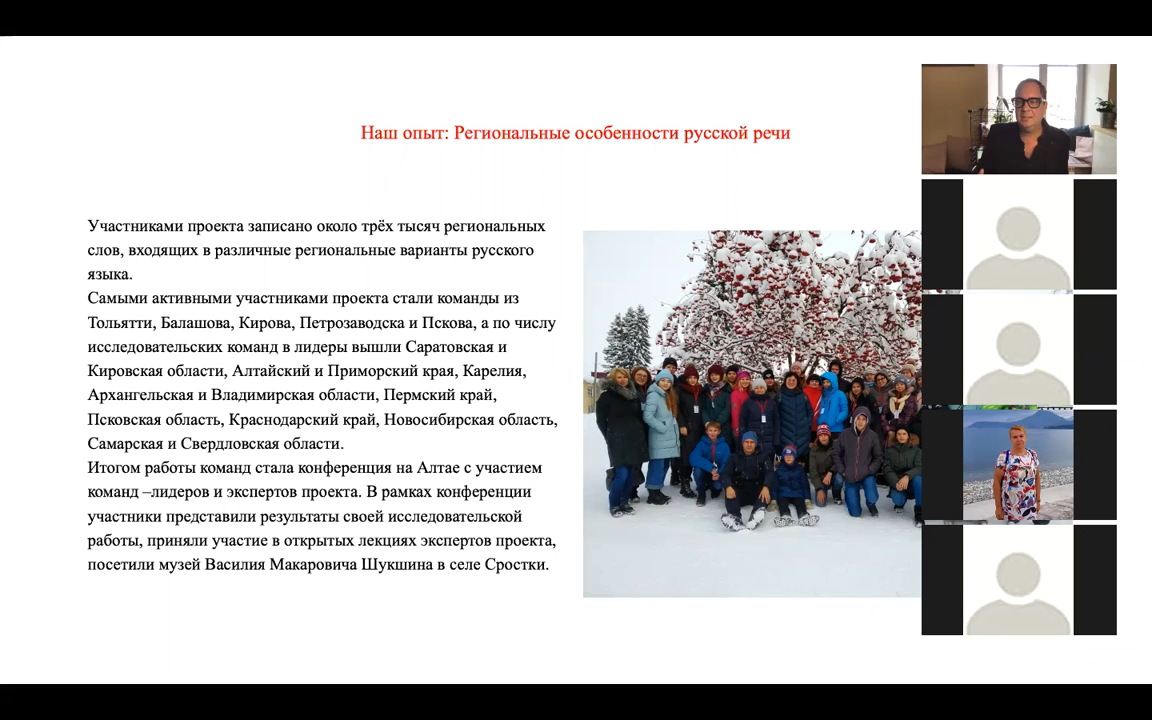 Наш опыт: Региональные особенности русской речи
Участниками проекта записано около трёх тысяч региональных
слов, входящих в различные региональные варианты русского
языка.
Самыми активными участниками проекта стали команды из
Тольятти, Балашова, Кирова, Петрозаводска и Пскова, а по числу
исследовательских команд в лидеры вышли Саратовская и
Кировская области, Алтайский и Приморский края, Карелия,
Архангельская и Владимирская области, Пермский край,
Псковская область, Краснодарский край, Новосибирская область,
Самарская и Свердловская области.
Итогом работы команд стала конференция на Алтае с участием
команд –лидеров и экспертов проекта. В рамках конференции
участники представили результаты своей исследовательской
работы, приняли участие в открытых лекциях экспертов проекта,
посетили музей Василия Макаровича Шукшина в селе Сростки.